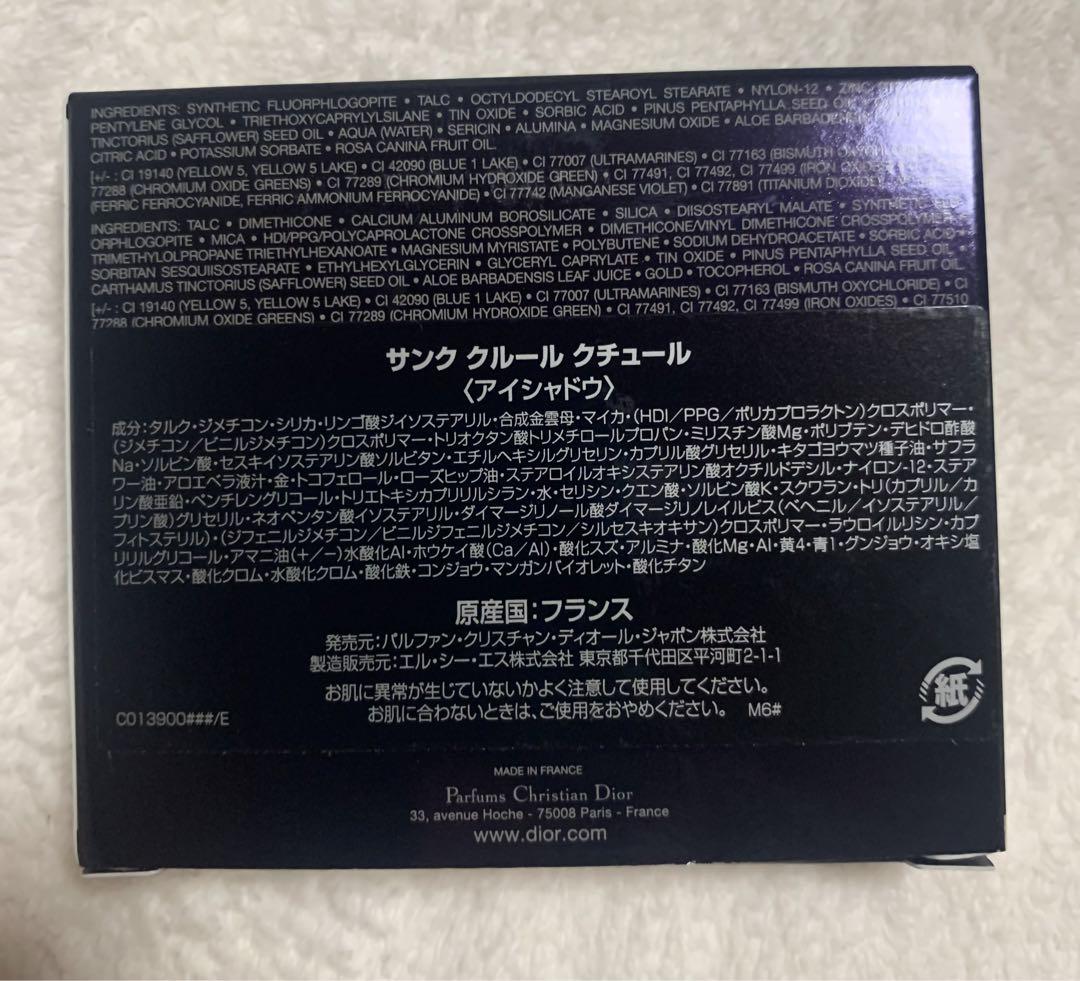 INGREDIENTS: SYNTHETIC FLUORPHLOGOPITE • TALC • OCTYLDODECYL STEAROYL STEARATE • NYLON-12 •
PENTYLENE GLYCOL • TRIETHOXYCAPRYLYLSILANE • TIN OXIDE • SORBIC ACID • PINUS PENTAPHYLLA SEED OIL
TINCTORIUS (SAFFLOWER) SEED OIL • AQUA (WATER) • SERICIN • ALUMINA • MAGNESIUM OXIDE • ALOE BARBADENSIS
CITRIC ACID • POTASSIUM SORBATE • ROSA CANINA FRUIT OIL.
[+/- : CI 19140 (YELLOW 5, YELLOW 5 LAKE) • CI 42090 (BLUE 1 LAKE) • CI 77007 (ULTRAMARINES) • CI 77163 (BISMUTH OXYCHLORIDE)
77288 (CHROMIUM OXIDE GREENS) • CI 77289 (CHROMIUM HYDROXIDE GREEN) • CI 77491, CI 77492, CI 77499 (IRON OXIDES)
(FERRIC FERROCYANIDE, FERRIC AMMONIUM FERROCYANIDE) • CI 77742 (MANGANESE VIOLET) • CI 77891 (TITANIUM DIOXIDE)
INGREDIENTS: TALC • DIMETHICONE • CALCIUM ALUMINUM BOROSILICATE • SILICA • DIISOSTEARYL MALATE • SYNTHETIC FLU-
ORPHLOGOPITE • MICA • HDI/PPG/POLYCAPROLACTONE CROSSPOLYMER • DIMETHICONE/VINYL DIMETHICONE CROSSPOLYMER •
TRIMETHYLOLPROPANE TRIETHYLHEXANOATE • MAGNESIUM MYRISTATE • POLYBUTENE • SODIUM DEHYDROACETATE • SORBIC ACID •
SORBITAN SESQUIISOSTEARATE • ETHYLHEXYLGLYCERIN • GLYCERYL CAPRYLATE • TIN OXIDE • PINUS PENTAPHYLLA SEED OIL
CARTHAMUS TINCTORIUS (SAFFLOWER) SEED OIL • ALOE BARBADENSIS LEAF JUICE • GOLD • TOCOPHEROL • ROSA CANINA FRUIT OIL.
[+/- : CI 19140 (YELLOW 5, YELLOW 5 LAKE) • CI 42090 (BLUE 1 LAKE) • CI 77007 (ULTRAMARINES) • CI 77163 (BISMUTH OXYCHLORIDE) • CI
77288 (CHROMIUM OXIDE GREENS) • CI 77289 (CHROMIUM HYDROXIDE GREEN) • CI 77491, CI 77492, CI 77499 (IRON OXIDES) • CI 77510
サンク クルール クチュール
〈アイシャドウ〉
成分：タルク・ジメチコン・シリカ・リンゴ酸ジイソステアリル・合成金雲母・マイカ・(HDI／PPG／ポリカプロラクトン)クロスポリマー・
(ジメチコン／ビニルジメチコン)クロスポリマー・トリオクタン酸トリメチロールプロパン・ミリスチン酸Mg・ポリブテン・デヒドロ酢酸
Na・ソルビン酸・セスキイソステアリン酸ソルビタン・エチルヘキシルグリセリン・カプリル酸グリセリル・キタゴヨウマツ種子油・サフラ
ワー油・アロエベラ液汁・金・トコフェロール・ローズヒップ油・ステアロイルオキシステアリン酸オクチルドデシル・ナイロン-12・ステア
リン酸亜鉛・ペンチレングリコール・トリエトキシカプリリルシラン・水・セリシン・クエン酸・ソルビン酸K・スクワラン・トリ(カプリル／カ
プリン酸)グリセリル・ネオペンタン酸イソステアリル・ダイマージリノール酸ダイマージリノレイルビス(ベヘニル／イソステアリル／
フィトステリル)・(ジフェニルジメチコン／ビニルジフェニルジメチコン／シルセスキオキサン)クロスポリマー・ラウロイルリシン・カプ
リリルグリコール・アマニ油(＋/－)水酸化Al・ホウケイ酸(Ca／Al)・酸化スズ・アルミナ・酸化Mg・Al・黄4・青1・グンジョウ・オキシ塩
化ビスマス・酸化クロム・水酸化クロム・酸化鉄・コンジョウ・マンガンバイオレット・酸化チタン
原産国：フランス
発売元：パルファン・クリスチャン・ディオール・ジャポン株式会社
製造販売元：エル・シー・エス株式会社 東京都千代田区平河町2-1-1
お肌に異常が生じていないかよく注意して使用してください。
お肌に合わないときは、ご使用をおやめください。 M6#
C013900###/E
紙
MADE IN FRANCE
Parfums Christian Dior
33, avenue Hoche - 75008 Paris - France
www.dior.com